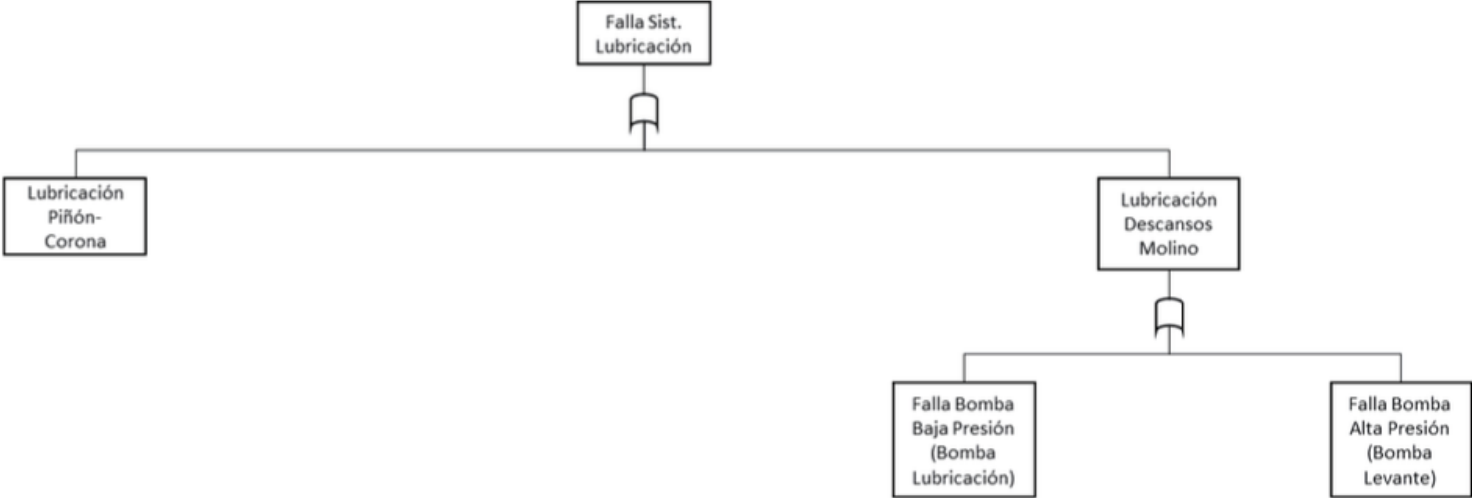 Falla Sist.
Lubricación
Lubricación
Piñón-
Corona
Lubricación
Descansos
Molino
Falla Bomba
Baja Presión
(Bomba
Lubricación)
Falla Bomba
Alta Presión
(Bomba
Levante)